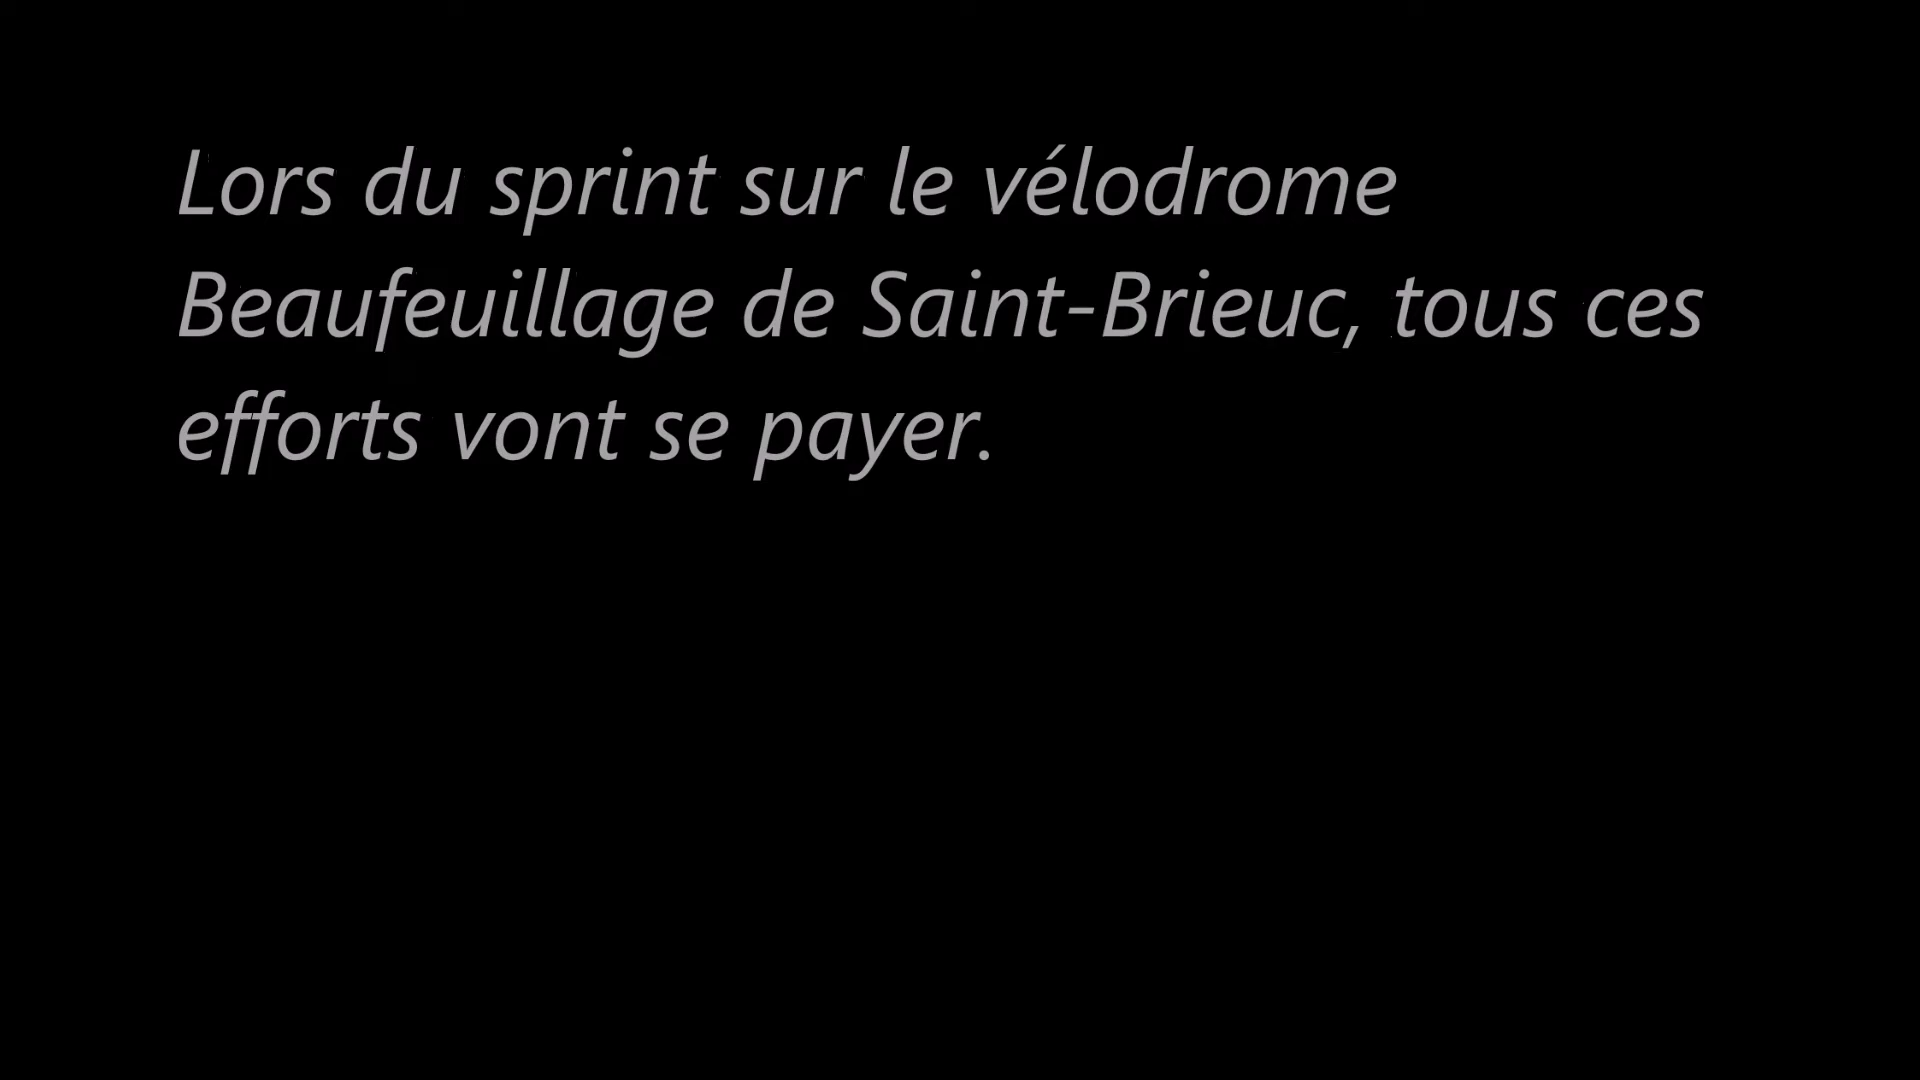 Lors du sprint sur le vélodrome
Beaufeuillage de Saint-Brieuc, tous ces
efforts vont se payer.